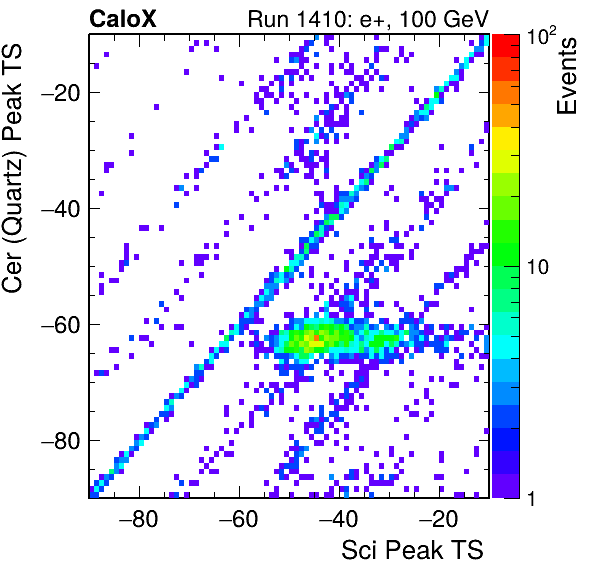 CaloX Run 1410: e+, 100 GeV
Cer (Quartz) Peak TS
−20
−40
−60
−80
−80 −60 −40 −20
Sci Peak TS
10²
10
1
Events